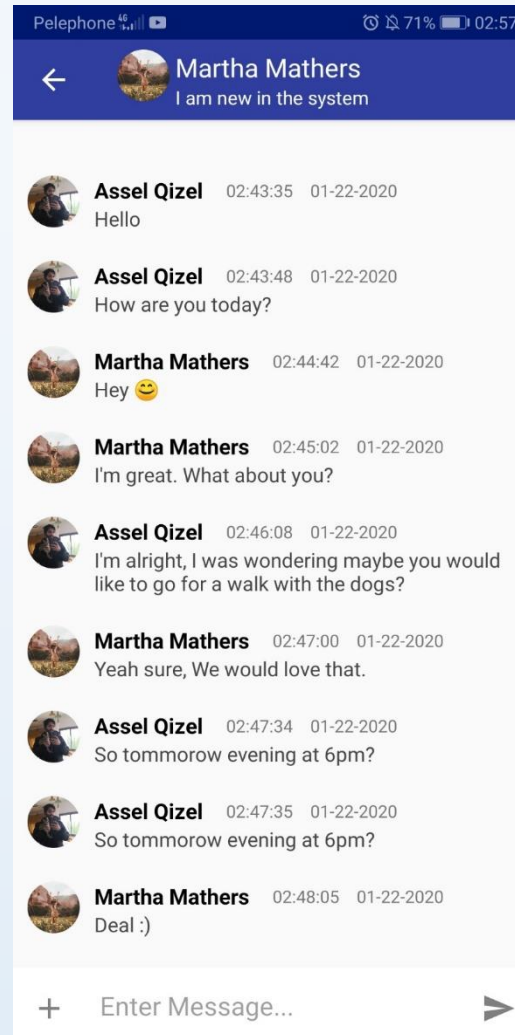 Pelephone 4G 71% 02:57
Martha Mathers
I am new in the system
Assel Qizel 02:43:35 01-22-2020
Hello
Assel Qizel 02:43:48 01-22-2020
How are you today?
Martha Mathers 02:44:42 01-22-2020
Hey 😊
Martha Mathers 02:45:02 01-22-2020
I'm great. What about you?
Assel Qizel 02:46:08 01-22-2020
I'm alright, I was wondering maybe you would
like to go for a walk with the dogs?
Martha Mathers 02:47:00 01-22-2020
Yeah sure, We would love that.
Assel Qizel 02:47:34 01-22-2020
So tommorow evening at 6pm?
Assel Qizel 02:47:35 01-22-2020
So tommorow evening at 6pm?
Martha Mathers 02:48:05 01-22-2020
Deal :)
+ Enter Message...